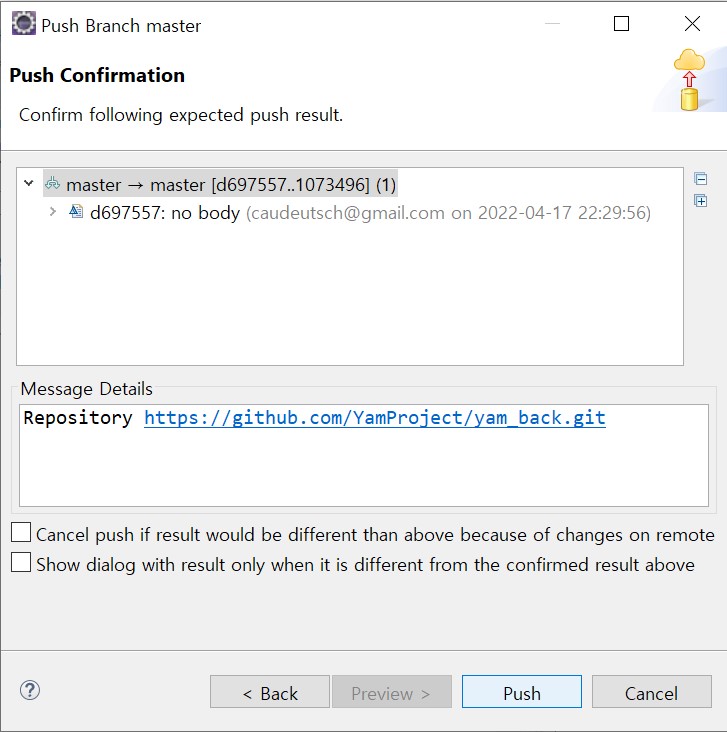 Push Branch master
Push Confirmation
Confirm following expected push result.
master → master [d697557..1073496] (1)
d697557: no body (caudeutsch@gmail.com on 2022-04-17 22:29:56)
Message Details
Repository https://github.com/YamProject/yam_back.git
Cancel push if result would be different than above because of changes on remote
Show dialog with result only when it is different from the confirmed result above
< Back
Preview >
Push
Cancel